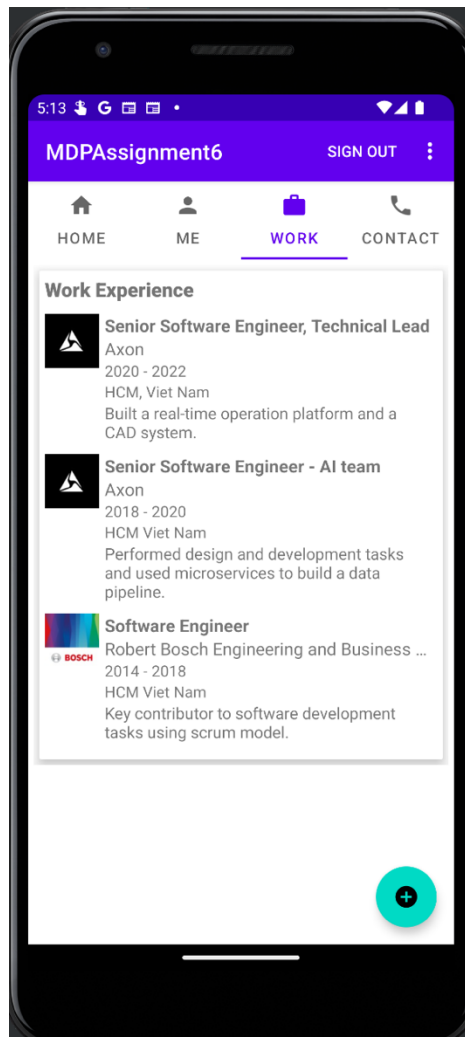 5:13
MDPAssignment6 SIGN OUT
HOME ME WORK CONTACT
Work Experience
Senior Software Engineer, Technical Lead
Axon
2020 - 2022
HCM, Viet Nam
Built a real-time operation platform and a
CAD system.
Senior Software Engineer - AI team
Axon
2018 - 2020
HCM Viet Nam
Performed design and development tasks
and used microservices to build a data
pipeline.
BOSCH
Software Engineer
Robert Bosch Engineering and Business ...
2014 - 2018
HCM Viet Nam
Key contributor to software development
tasks using scrum model.